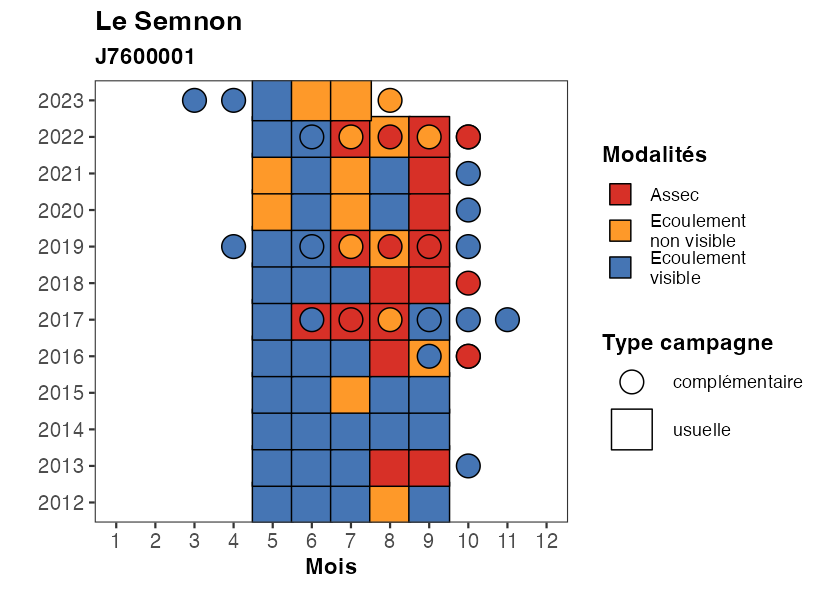 Le Semnon
J7600001
2023
2022
2021
2020
2019
2018
2017
2016
2015
2014
2013
2012
1 2 3 4 5 6 7 8 9 10 11 12
Mois
Modalités
Assec
Ecoulement
non visible
Ecoulement
visible
Type campagne
complémentaire
usuelle